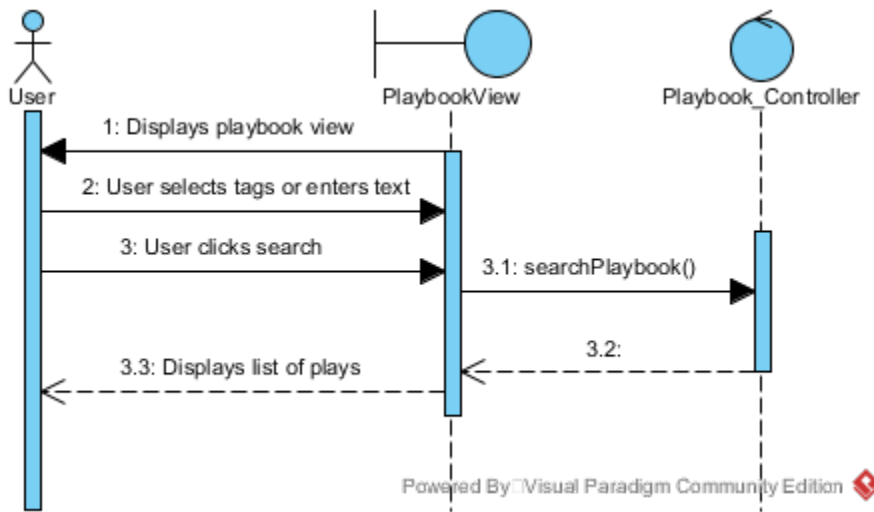 User
PlaybookView
Playbook_Controller
1: Displays playbook view
2: User selects tags or enters text
3: User clicks search
3.1: searchPlaybook()
3.2:
3.3: Displays list of plays
Powered By Visual Paradigm Community Edition